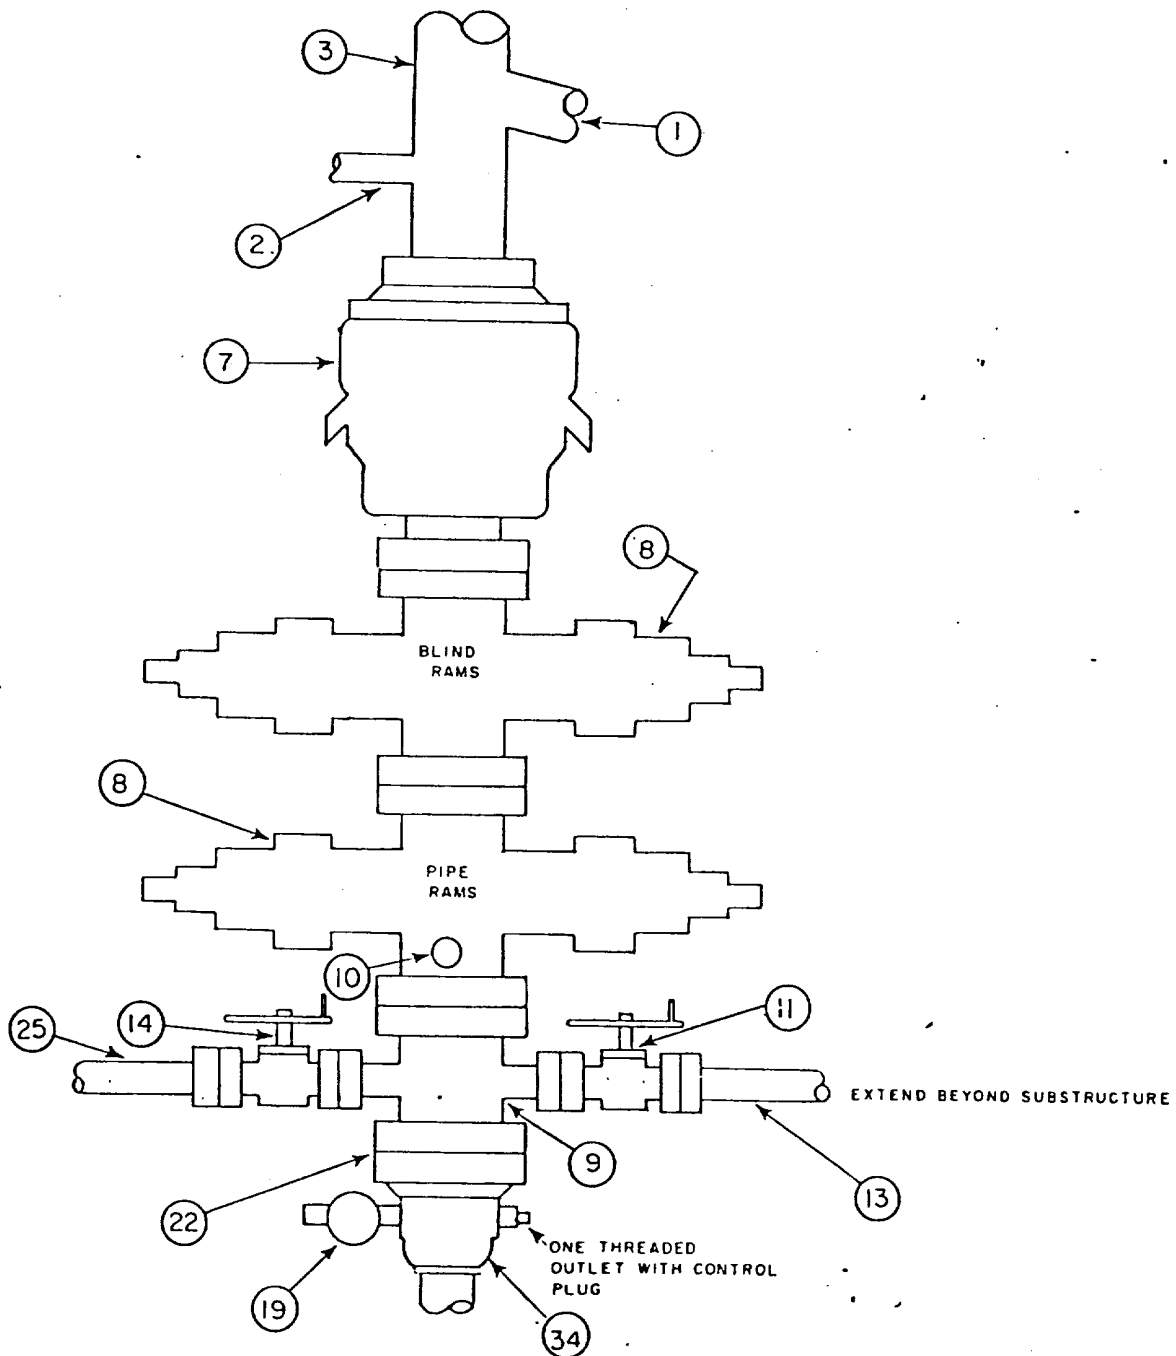 3
1
2.
7
8
BLIND
RAMS
8
PIPE
RAMS
10
25
14
11
EXTEND BEYOND SUBSTRUCTURE
9
13
22
ONE THREADED
OUTLET WITH CONTROL
PLUG
19
34